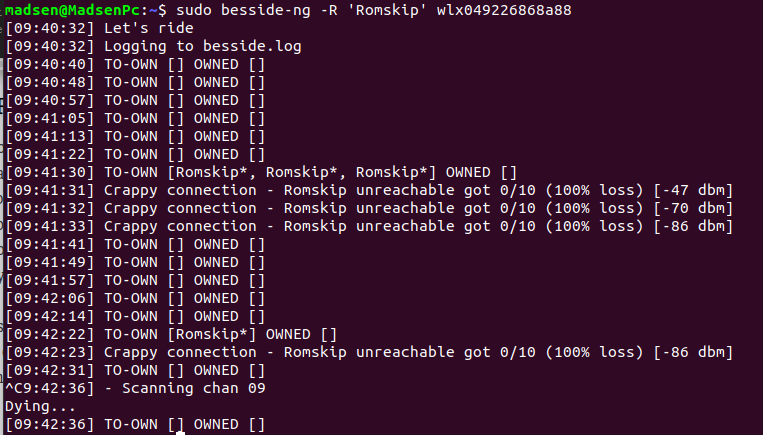 madsen@MadsenPc:~$ sudo besside-ng -R 'Romskip' wlx049226868a88
[09:40:32] Let's ride
[09:40:32] Logging to besside.log
[09:40:40] TO-OWN [] OWNED []
[09:40:48] TO-OWN [] OWNED []
[09:40:57] TO-OWN [] OWNED []
[09:41:05] TO-OWN [] OWNED []
[09:41:13] TO-OWN [] OWNED []
[09:41:22] TO-OWN [] OWNED []
[09:41:30] TO-OWN [Romskip*, Romskip*, Romskip*] OWNED []
[09:41:31] Crappy connection - Romskip unreachable got 0/10 (100% loss) [-47 dbm]
[09:41:32] Crappy connection - Romskip unreachable got 0/10 (100% loss) [-70 dbm]
[09:41:33] Crappy connection - Romskip unreachable got 0/10 (100% loss) [-86 dbm]
[09:41:41] TO-OWN [] OWNED []
[09:41:49] TO-OWN [] OWNED []
[09:41:57] TO-OWN [] OWNED []
[09:42:06] TO-OWN [] OWNED []
[09:42:14] TO-OWN [] OWNED []
[09:42:22] TO-OWN [Romskip*] OWNED []
[09:42:23] Crappy connection - Romskip unreachable got 0/10 (100% loss) [-86 dbm]
[09:42:31] TO-OWN [] OWNED []
^C9:42:36] - Scanning chan 09
Dying...
[09:42:36] TO-OWN [] OWNED []